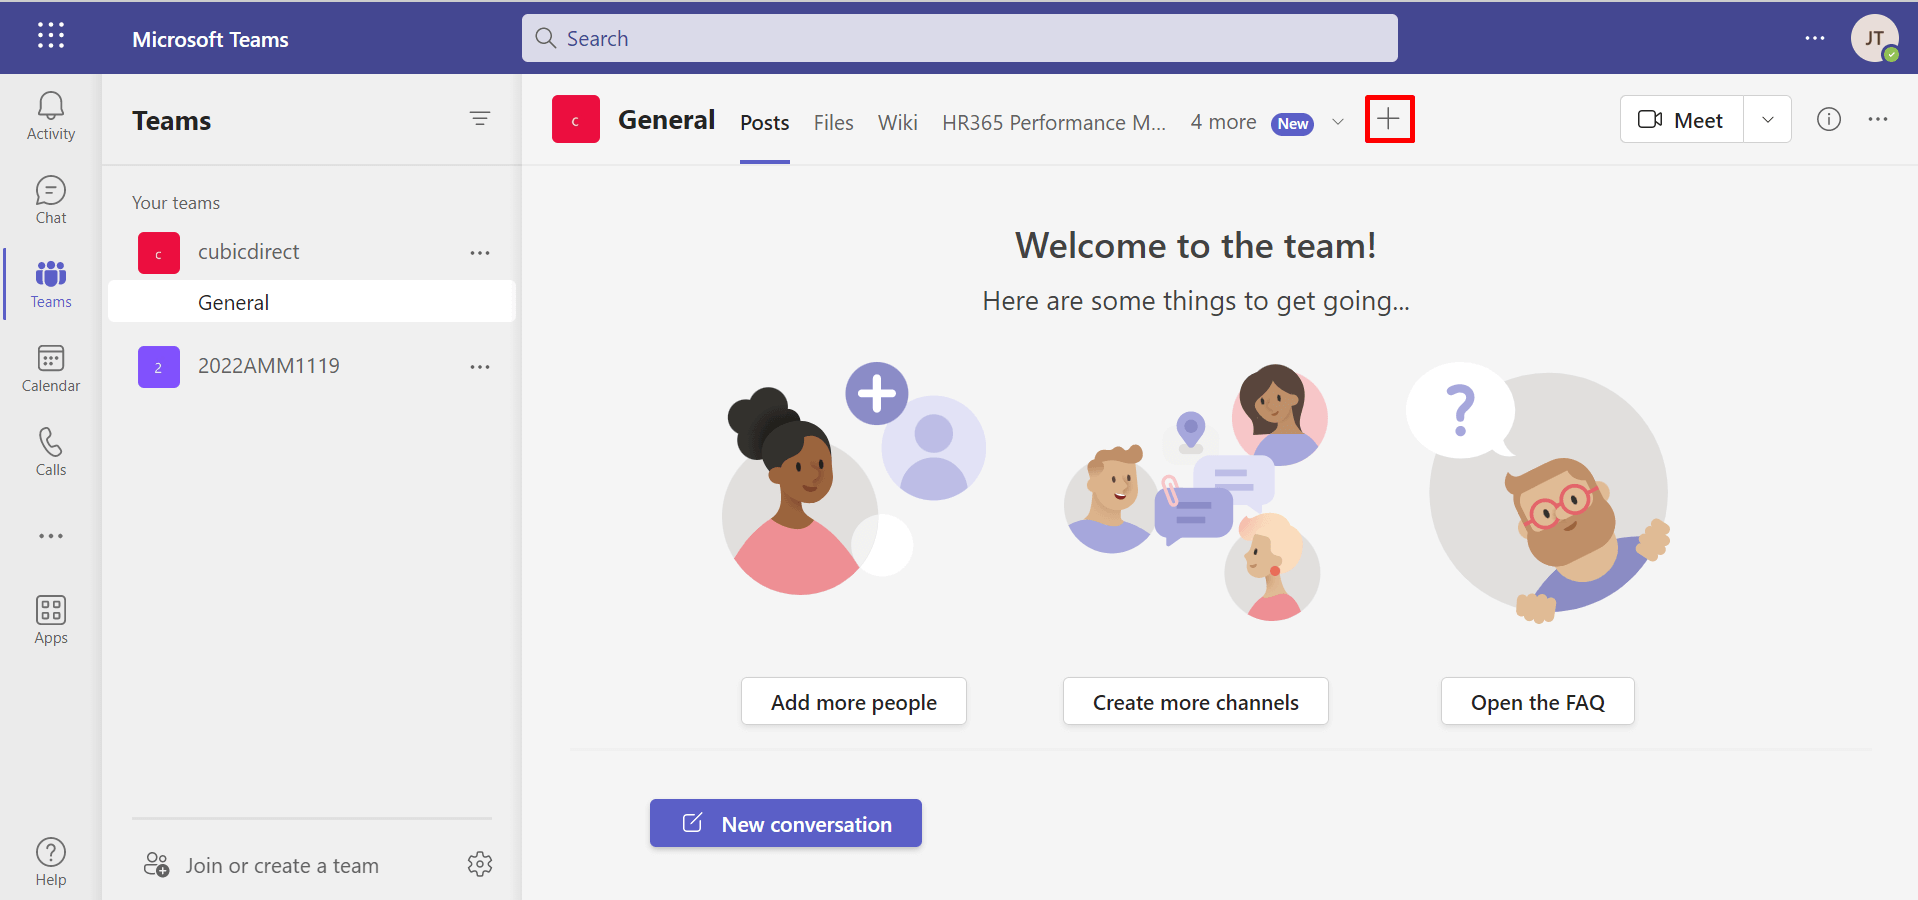 Microsoft Teams
Search
JT
Activity
Chat
Teams
Calendar
Calls
Apps
Help
Teams
Your teams
c cubicdirect
General
2 2022AMM1119
Join or create a team
c General Posts Files Wiki HR365 Performance M... 4 more New Meet
Welcome to the team!
Here are some things to get going...
?
Add more people Create more channels Open the FAQ
New conversation